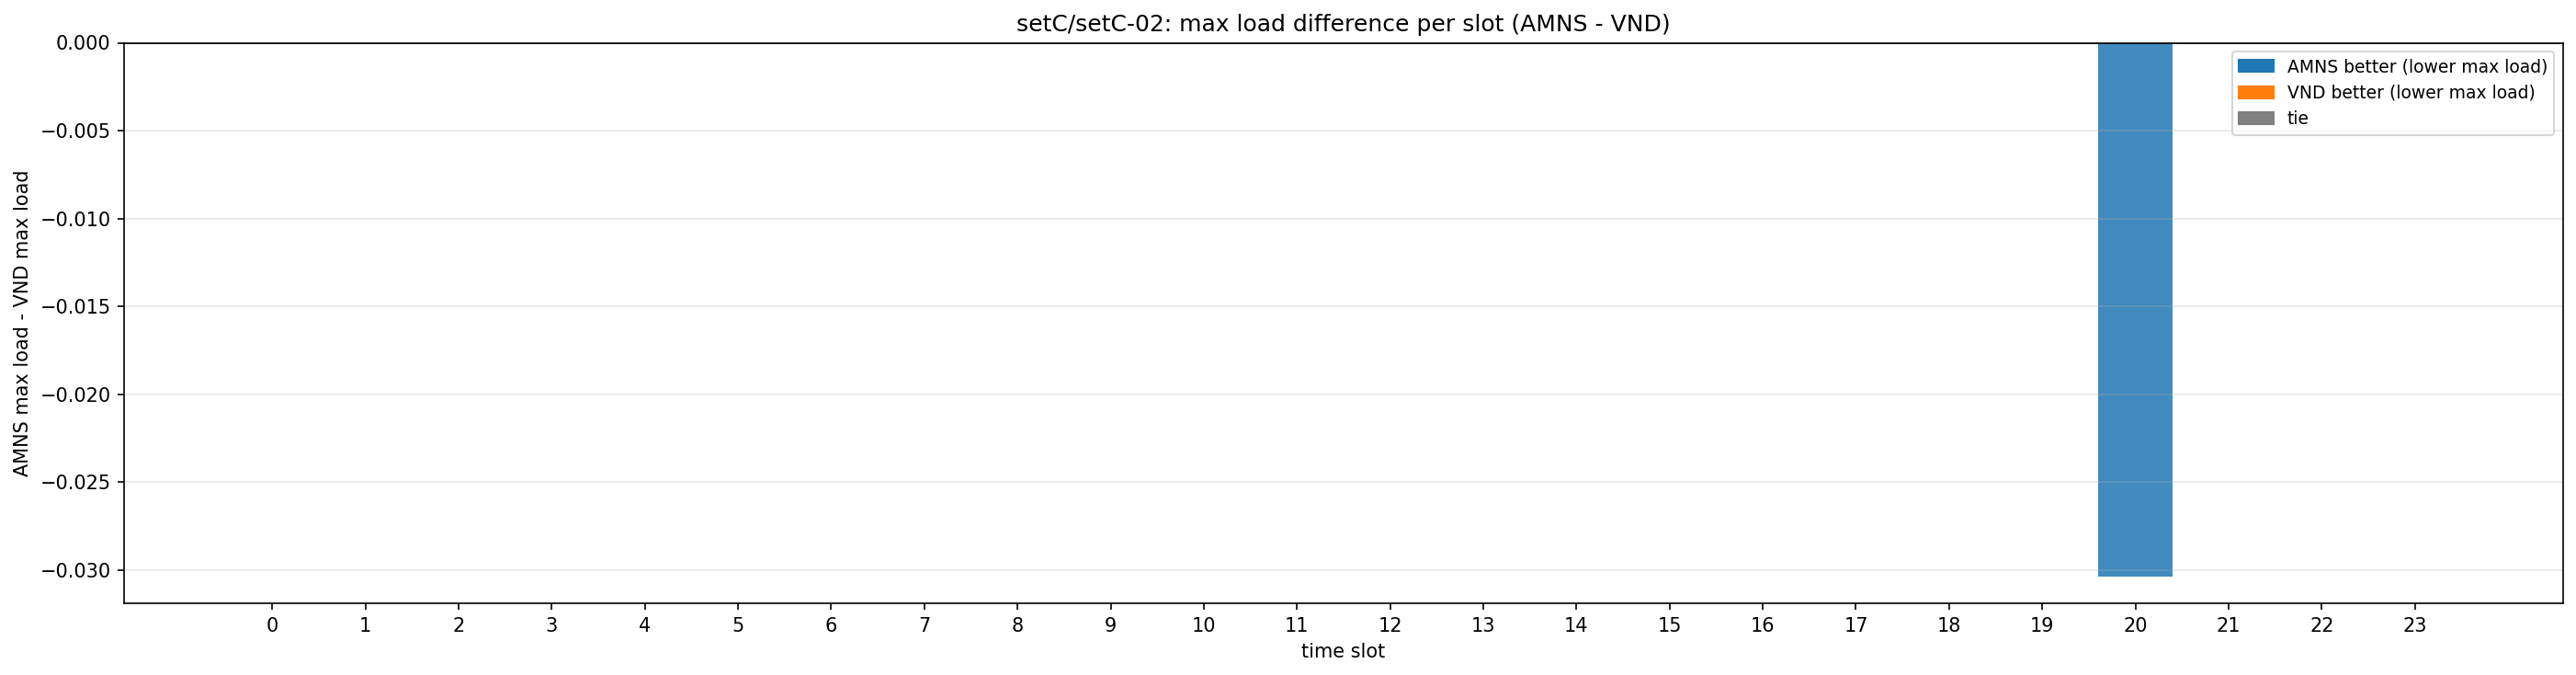 setC/setC-02: max load difference per slot (AMNS - VND)
AMNS max load - VND max load
0.000
−0.005
−0.010
−0.015
−0.020
−0.025
−0.030
AMNS better (lower max load)
VND better (lower max load)
tie
0 1 2 3 4 5 6 7 8 9 10 11 12 13 14 15 16 17 18 19 20 21 22 23
time slot